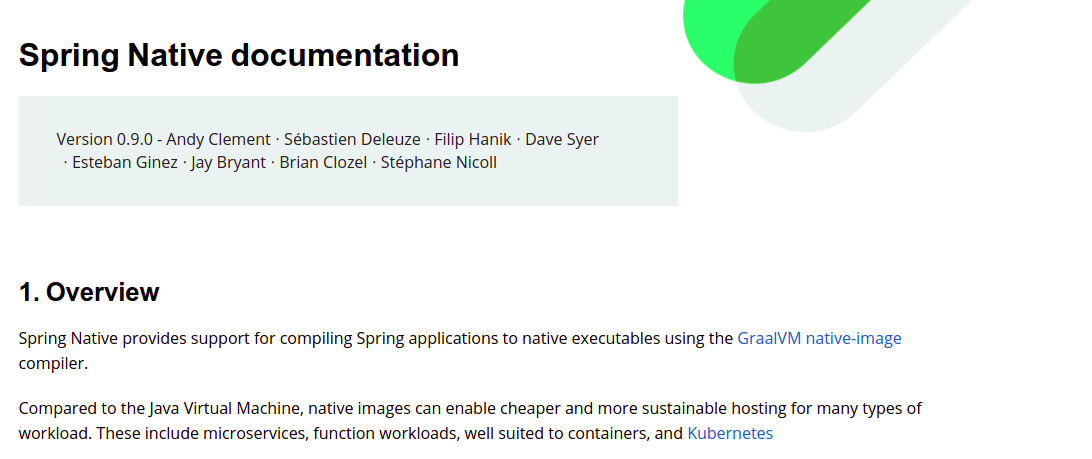 Spring Native documentation
Version 0.9.0 - Andy Clement · Sébastien Deleuze · Filip Hanik · Dave Syer
· Esteban Ginez · Jay Bryant · Brian Clozel · Stéphane Nicoll
1. Overview
Spring Native provides support for compiling Spring applications to native executables using the GraalVM native-image
compiler.
Compared to the Java Virtual Machine, native images can enable cheaper and more sustainable hosting for many types of
workload. These include microservices, function workloads, well suited to containers, and Kubernetes